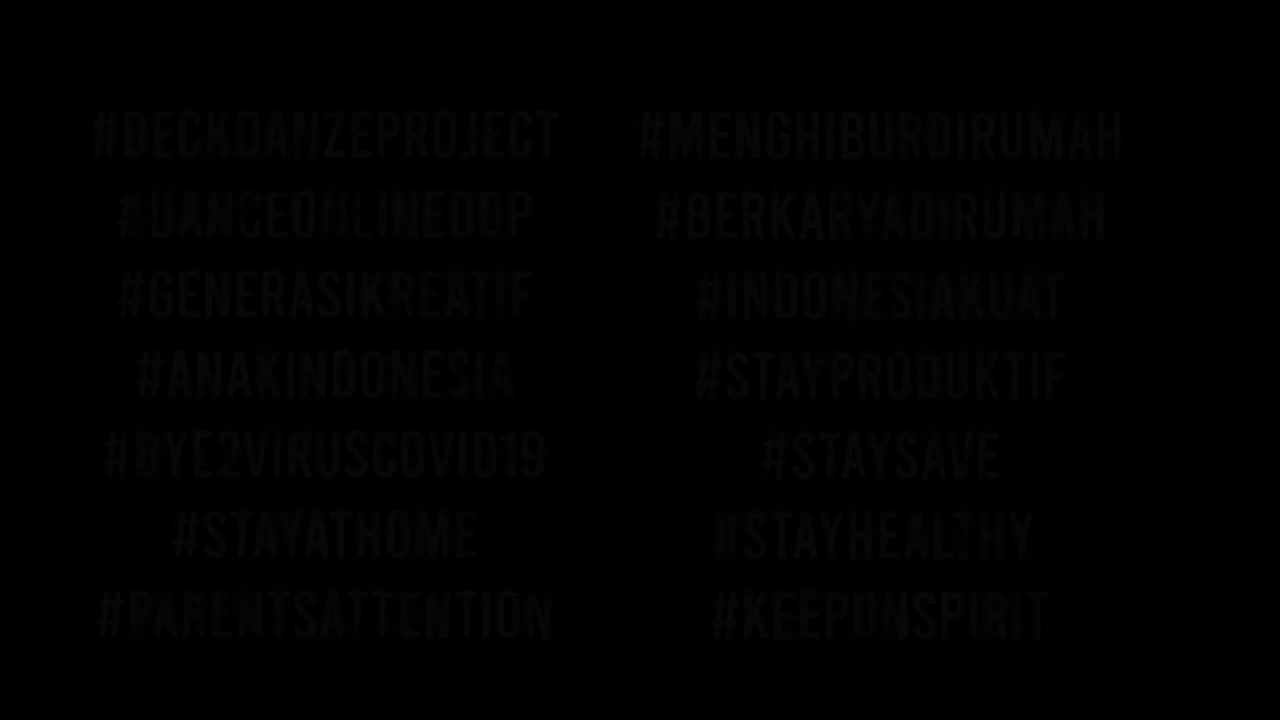 #DECKDANZEPROJECT
#DANCEONLINEDDP
#GENERASIKREATIF
#ANAKINDONESIA
#BYE2VIRUSCOVID19
#STAYATHOME
#PARENTSATTENTION
#MENGHIBURDIRUMAH
#BERKARYADIRUMAH
#INDONESIAKUAT
#STAYPRODUKTIF
#STAYSAVE
#STAYHEALTHY
#KEEPONSPIRIT